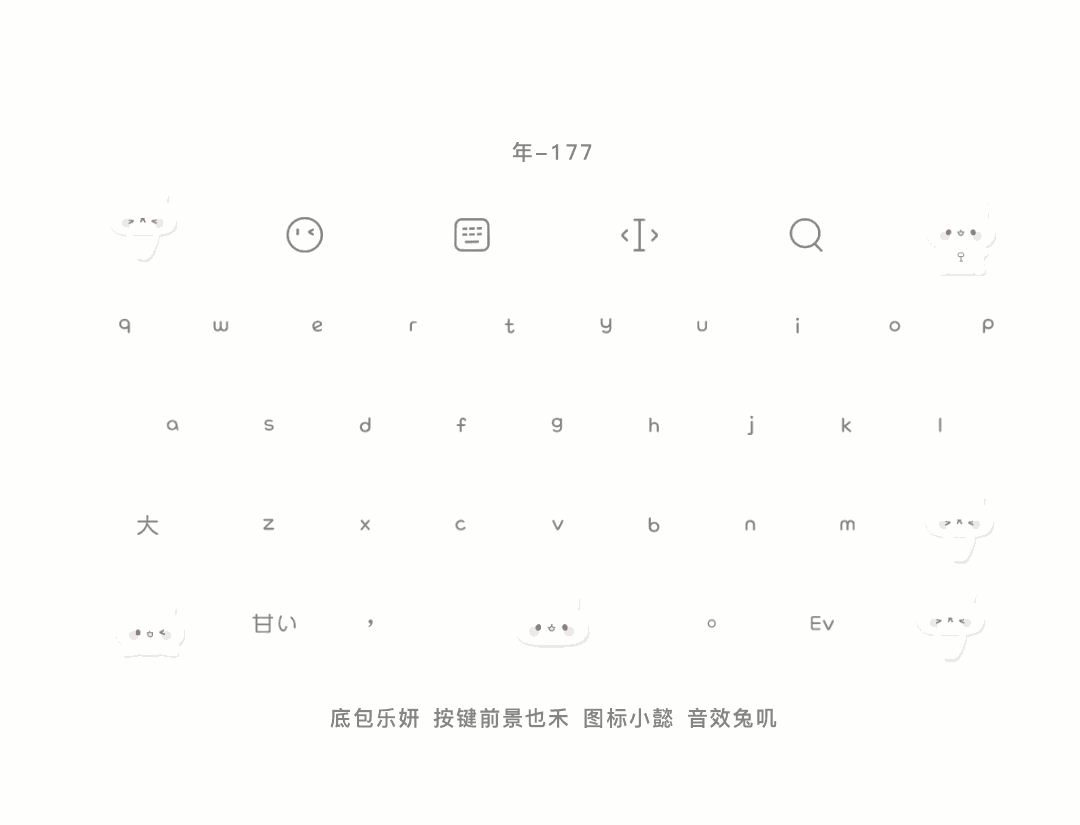 年–177
q w e r t y u i o p
a s d f g h j k l
大 z x c v b n m
甘い , 。 Ev
底包乐妍 按键前景也禾 图标小懿 音效兔叽